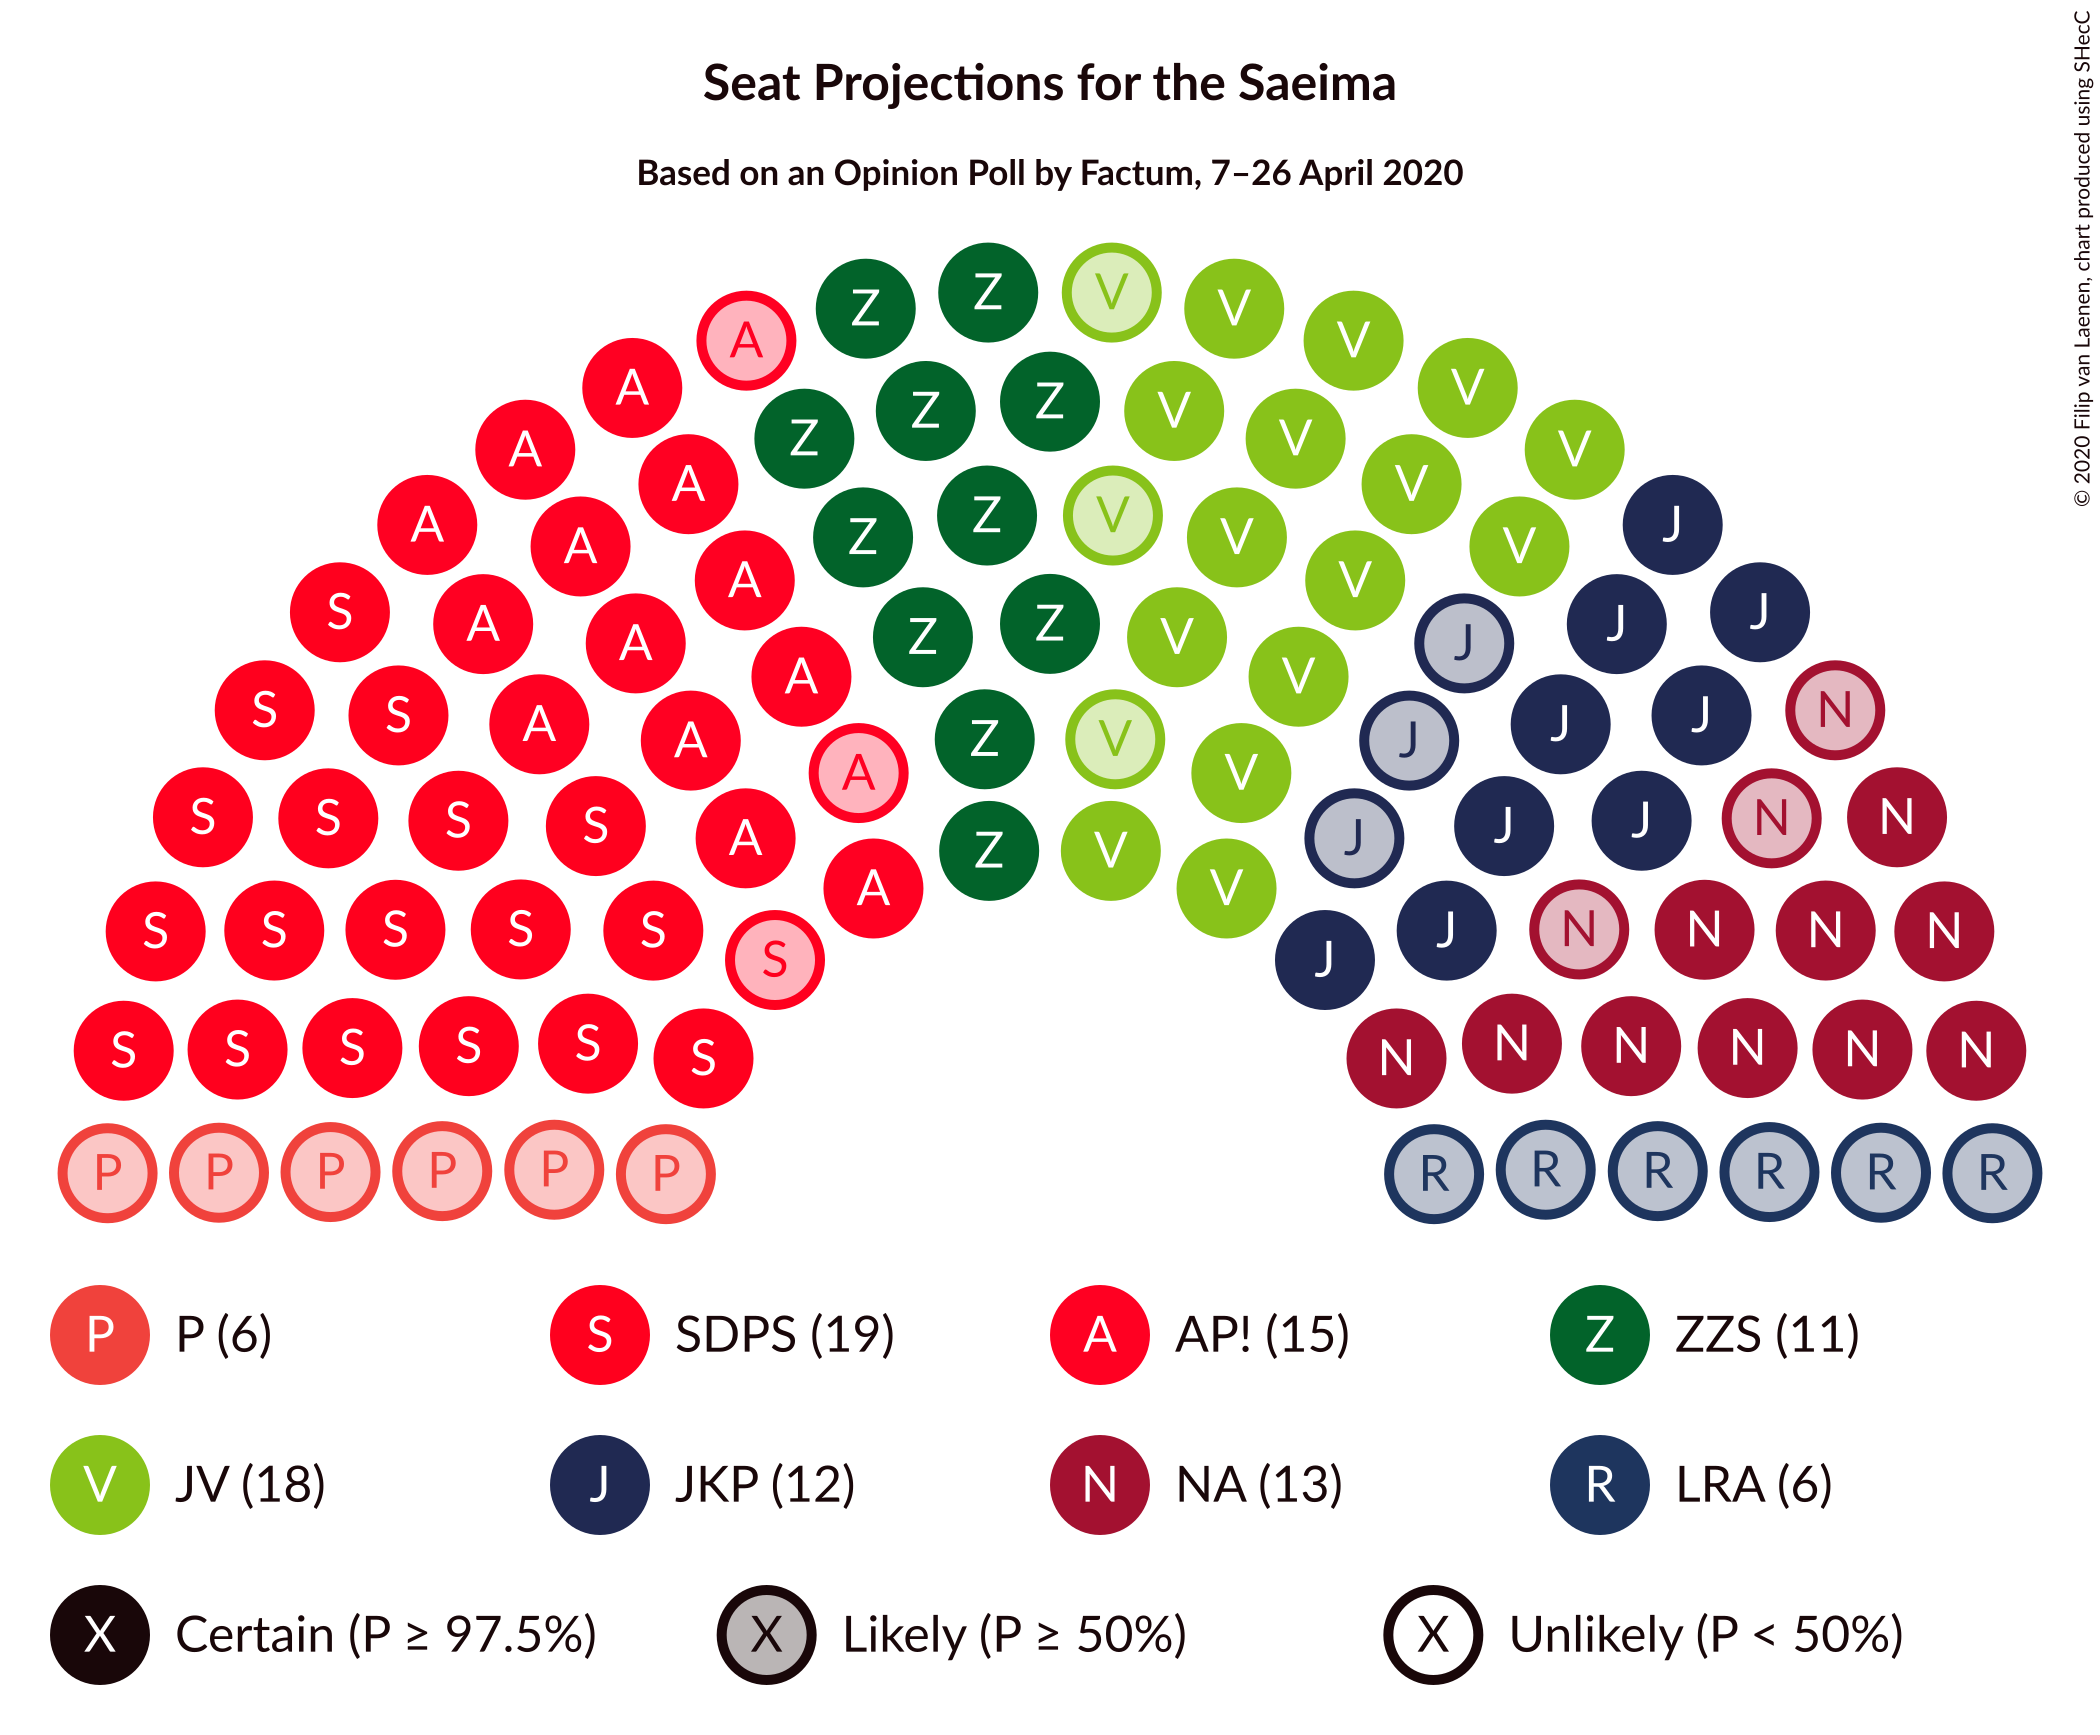 Seat Projections for the Saeima
Based on an Opinion Poll by Factum, 7–26 April 2020
© 2020 Filip van Laenen, chart produced using SHecC
Z Z V V
A Z Z Z V V V
A A Z Z V V V V
A A A Z Z V V V V
S A A A Z Z V V V J J J
S S A A A Z V V J J J J N
S S S S A A Z V V J J J N N
S S S S S S A V J J N N N N
S S S S S S N N N N N N
P P P P P P R R R R R R
P P (6)
S SDPS (19)
A AP! (15)
Z ZZS (11)
V JV (18)
J JKP (12)
N NA (13)
R LRA (6)
X Certain (P ≥ 97.5%)
X Likely (P ≥ 50%)
X Unlikely (P < 50%)